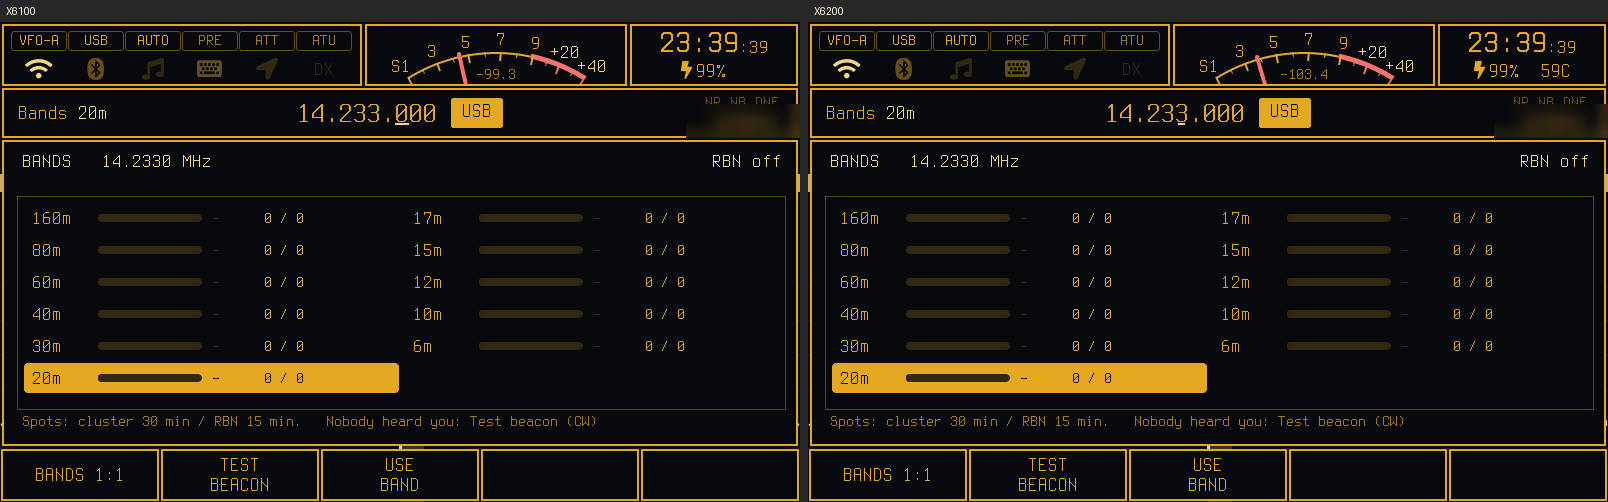 X6100
VFO-A USB AUTO PRE ATT ATU
DX
S1 3 5 7 9 +20 +40
-99.3
23:39:39
99%
Bands 20m 14.233.000 USB
NR NB DNF
BANDS 14.2330 MHz RBN off
160m - 0 / 0 17m - 0 / 0
80m - 0 / 0 15m - 0 / 0
60m - 0 / 0 12m - 0 / 0
40m - 0 / 0 10m - 0 / 0
30m - 0 / 0 6m - 0 / 0
20m - 0 / 0
Spots: cluster 30 min / RBN 15 min. Nobody heard you: Test beacon (CW)
BANDS 1:1 TEST BEACON USE BAND
X6200
VFO-A USB AUTO PRE ATT ATU
DX
S1 3 5 7 9 +20 +40
-103.4
23:39:39
99% 59C
Bands 20m 14.233.000 USB
NR NB DNF
BANDS 14.2330 MHz RBN off
160m - 0 / 0 17m - 0 / 0
80m - 0 / 0 15m - 0 / 0
60m - 0 / 0 12m - 0 / 0
40m - 0 / 0 10m - 0 / 0
30m - 0 / 0 6m - 0 / 0
20m - 0 / 0
Spots: cluster 30 min / RBN 15 min. Nobody heard you: Test beacon (CW)
BANDS 1:1 TEST BEACON USE BAND